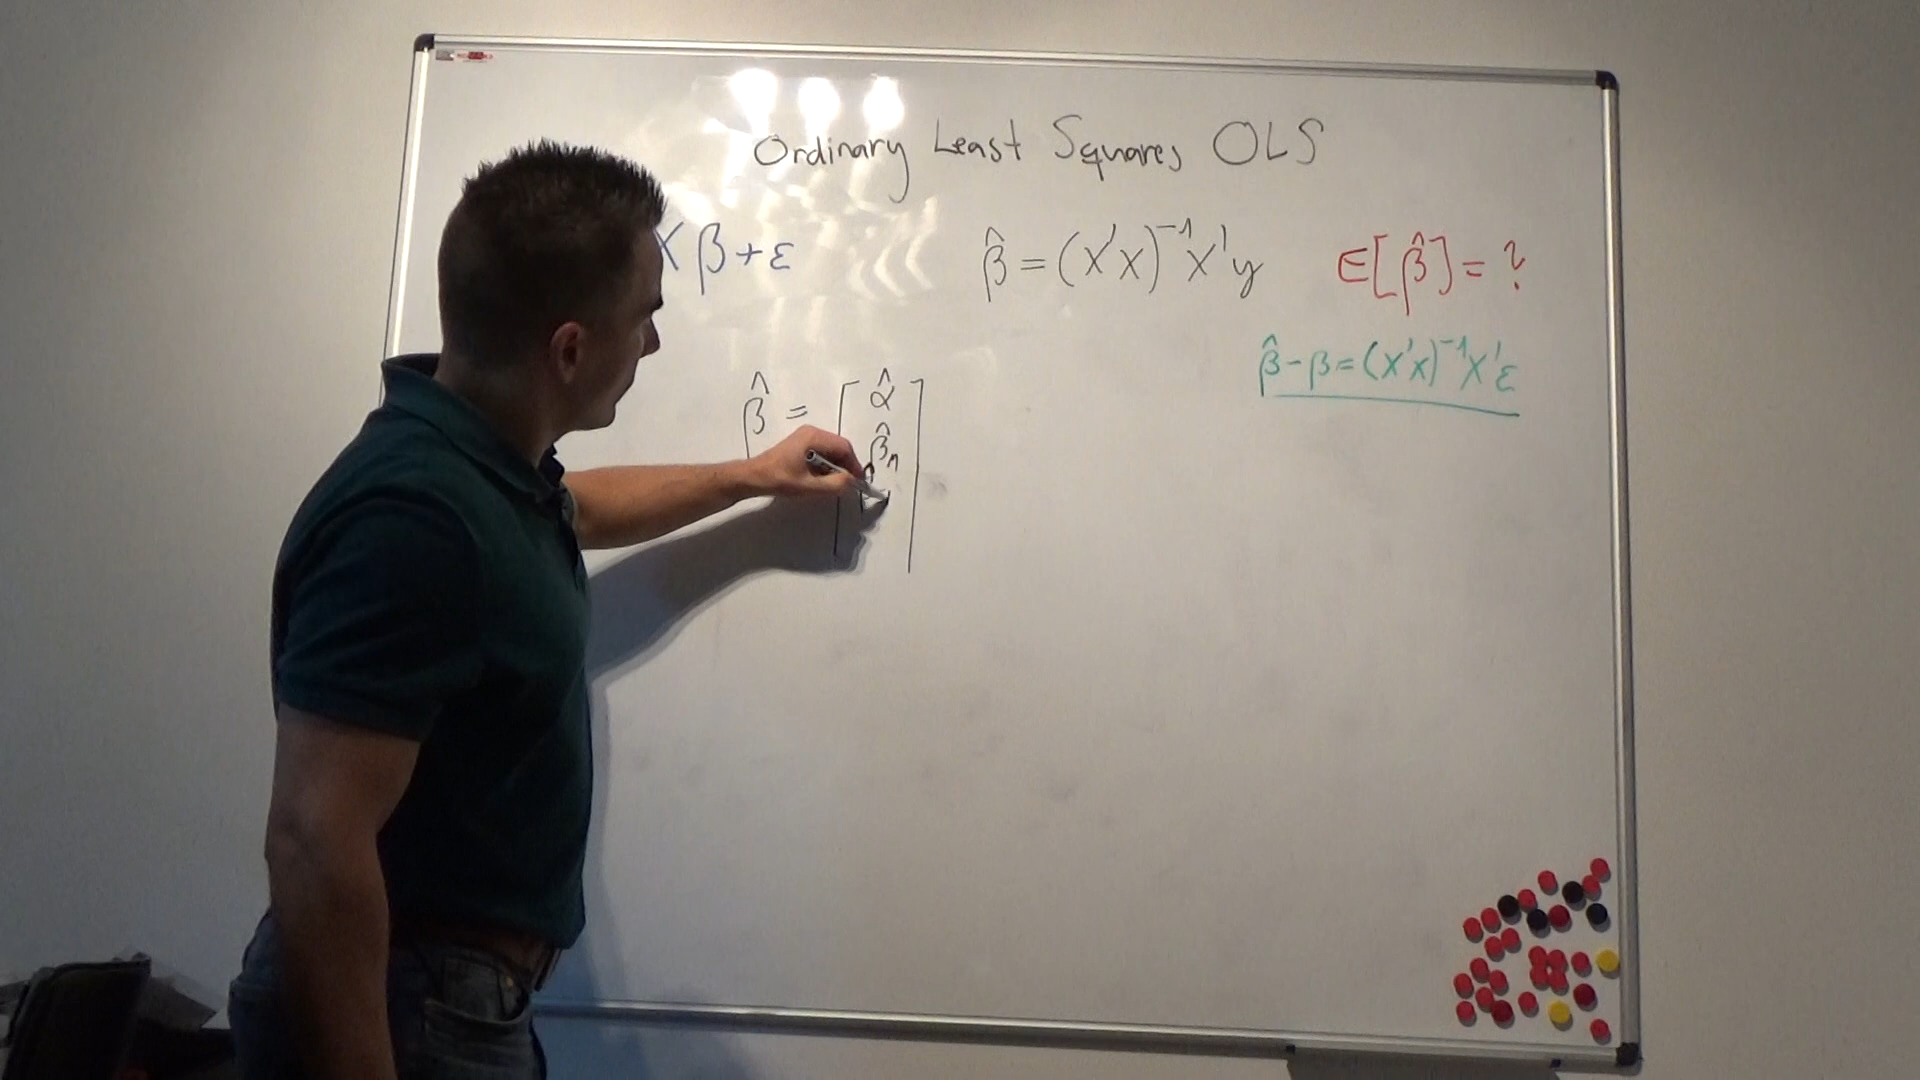 Ordinary Least Squares OLS
Xβ+ε
β̂=(X'X)⁻¹X'y
E[β̂]=?
β̂-β=(X'X)⁻¹X'ε
β̂ = [α̂
β̂₁